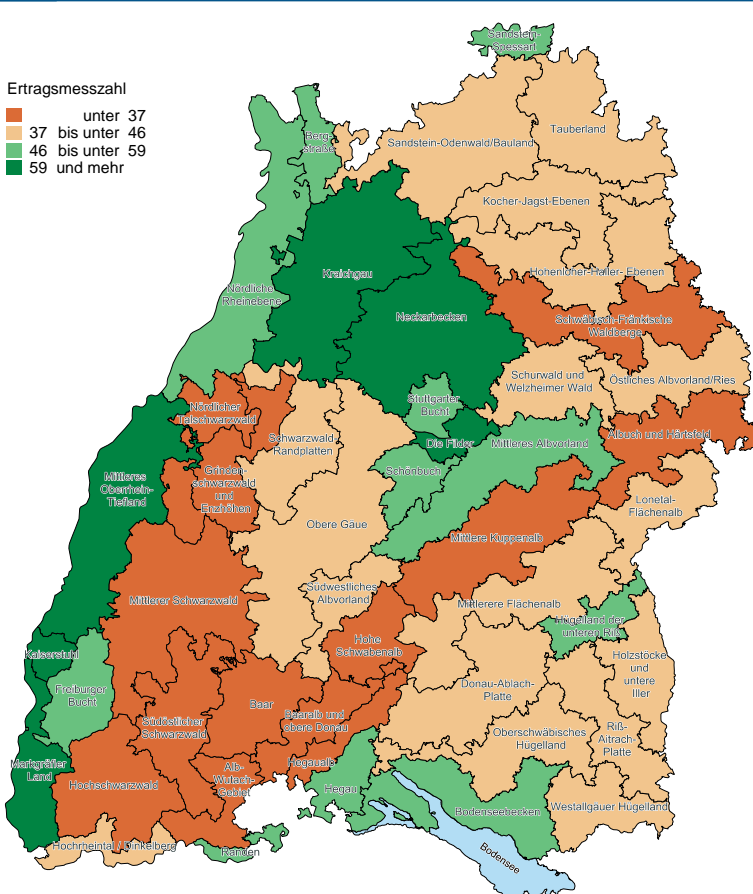 Ertragsmesszahl
unter 37
37 bis unter 46
46 bis unter 59
59 und mehr
Sandstein-
Spessart
Berg-
straße
Sandstein-Odenwald/Bauland
Tauberland
Kocher-Jagst-Ebenen
Hohenloher-Haller- Ebenen
Kraichgau
Nördliche
Rheinebene
Neckarbecken
Schwäbisch-Fränkische
Waldberge
Schurwald und
Welzheimer Wald
Östliches Albvorland/Ries
Stuttgarter
Bucht
Nördlicher
Talschwarzwald
Schwarzwald-
Randplatten
Die Filder
Mittleres Albvorland
Albuch und Härtsfeld
Mittleres
Oberrhein-
Tiefland
Grinden-
schwarzwald
und
Enzhöhen
Schönbuch
Lonetal-
Flächenalb
Obere Gäue
Mittlere Kuppenalb
Mittlerer Schwarzwald
Südwestliches
Albvorland
Mittlerere Flächenalb
Hügelland der
unteren Riß
Kaiserstuhl
Hohe
Schwabenalb
Holzstöcke
und
untere
Iller
Freiburger
Bucht
Südöstlicher
Schwarzwald
Baar
Baaralb und
obere Donau
Donau-Ablach-
Platte
Oberschwäbisches
Hügelland
Riß-
Aitrach-
Platte
Markgräfler
Land
Hochschwarzwald
Alb-
Wutach-
Gebiet
Hegaualb
Hegau
Bodenseebecken
Westallgäuer Hügelland
Hochrheintal / Dinkelberg
Randen
Bodensee